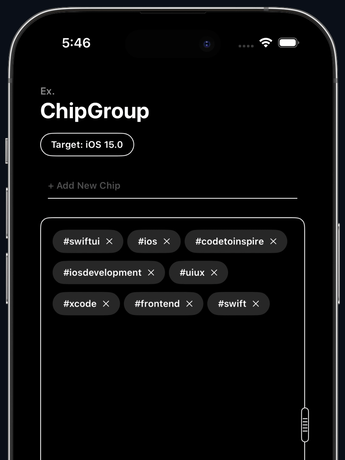 5:46
Ex.
ChipGroup
Target: iOS 15.0
+ Add New Chip
#swiftui × #ios × #codetoinspire ×
#iosdevelopment × #uiux ×
#xcode × #frontend × #swift ×